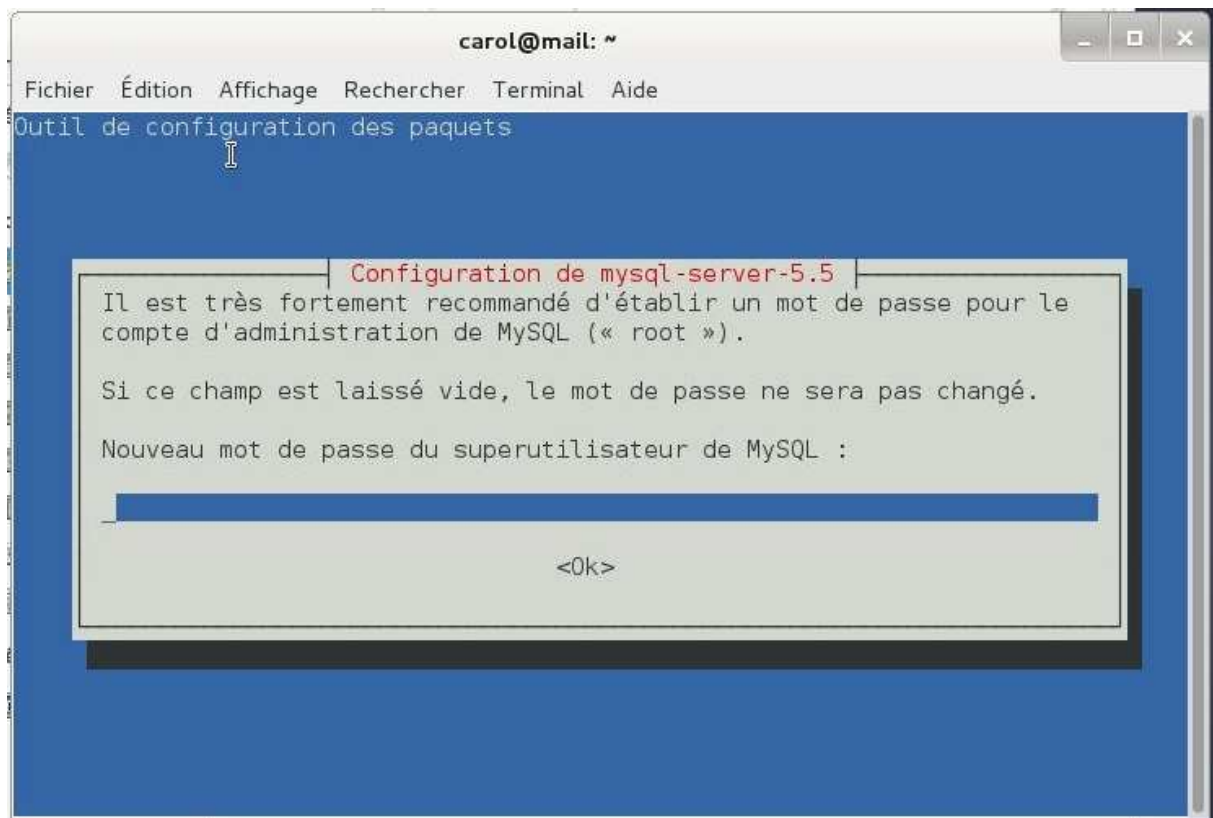 carol@mail: ~
Fichier Édition Affichage Rechercher Terminal Aide
Outil de configuration des paquets
Configuration de mysql-server-5.5
Il est très fortement recommandé d'établir un mot de passe pour le
compte d'administration de MySQL (« root »).
Si ce champ est laissé vide, le mot de passe ne sera pas changé.
Nouveau mot de passe du superutilisateur de MySQL :
_
<Ok>